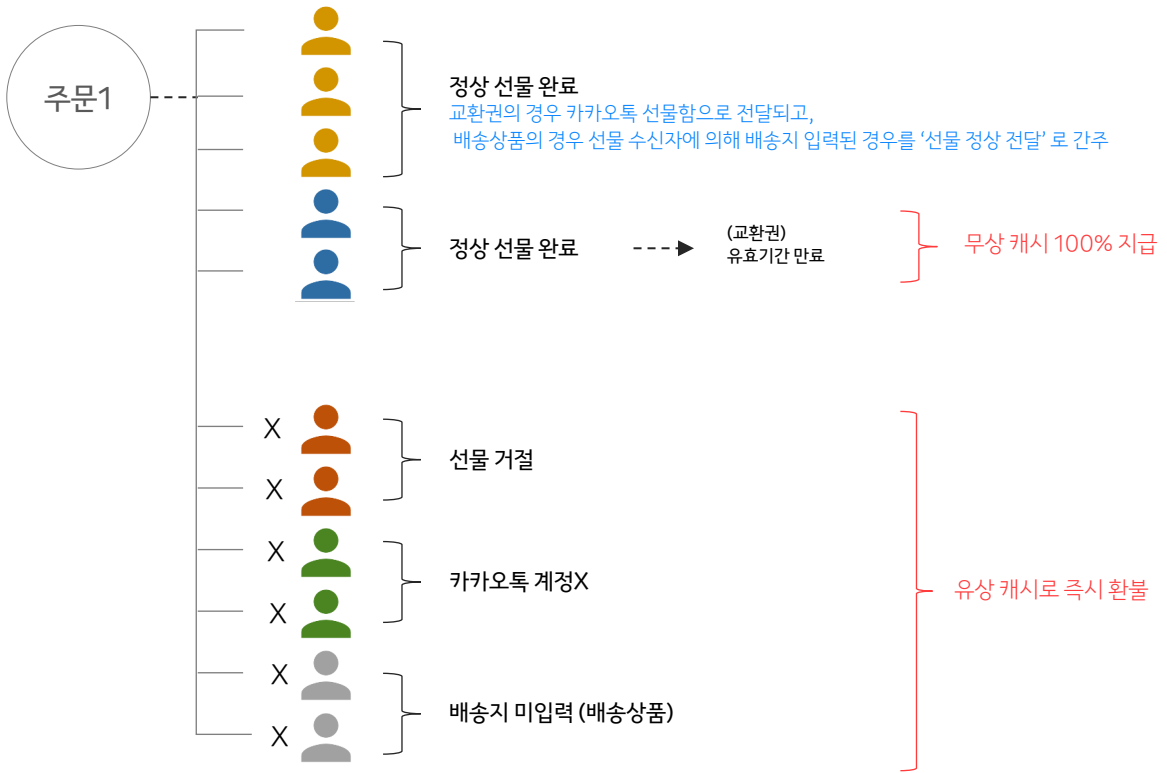 주문1
정상 선물 완료
교환권의 경우 카카오톡 선물함으로 전달되고,
배송상품의 경우 선물 수신자에 의해 배송지 입력된 경우를 ‘선물 정상 전달’ 로 간주
정상 선물 완료
(교환권)
유효기간 만료
무상 캐시 100% 지급
X
X
선물 거절
X
X
카카오톡 계정X
유상 캐시로 즉시 환불
X
X
배송지 미입력 (배송상품)